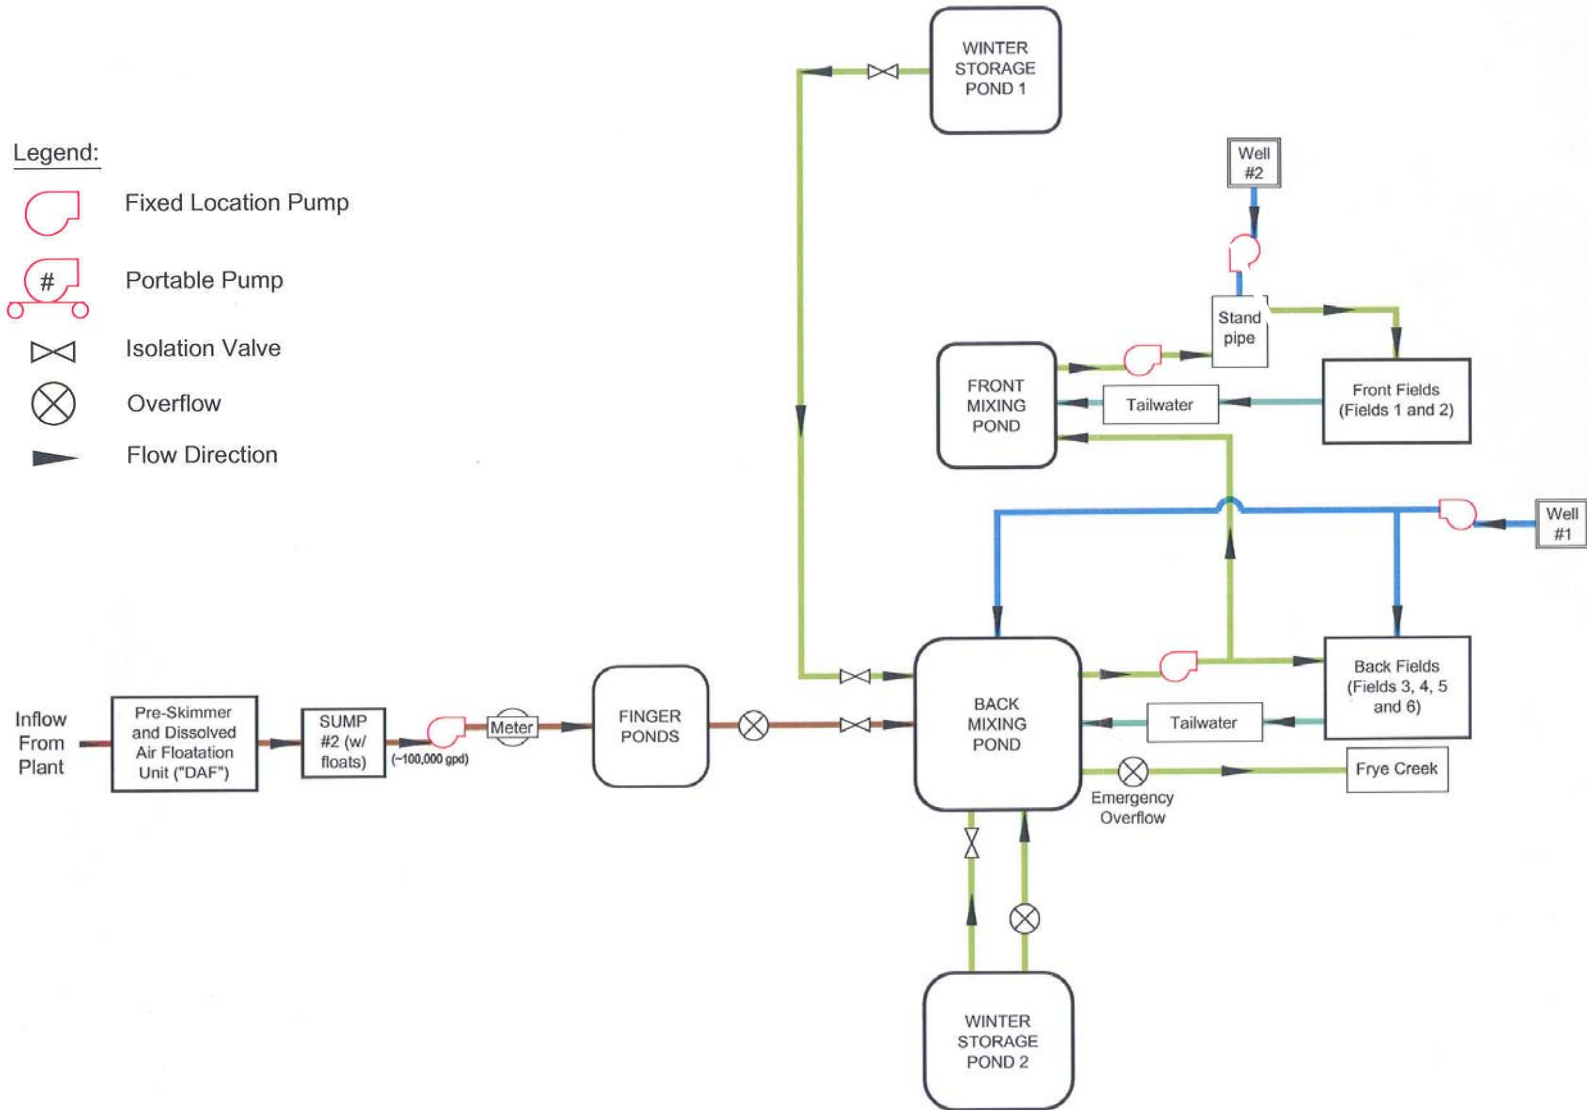 WINTER
STORAGE
POND 1
Legend:
Fixed Location Pump
#
Portable Pump
Isolation Valve
Overflow
Flow Direction
Well
#2
Stand
pipe
FRONT
MIXING
POND
Tailwater
Front Fields
(Fields 1 and 2)
Well
#1
Inflow
From
Plant
Pre-Skimmer
and Dissolved
Air Floatation
Unit ("DAF")
SUMP
#2 (w/
floats)
(~100,000 gpd)
Meter
FINGER
PONDS
BACK
MIXING
POND
Back Fields
(Fields 3, 4, 5
and 6)
Tailwater
Frye Creek
Emergency
Overflow
WINTER
STORAGE
POND 2